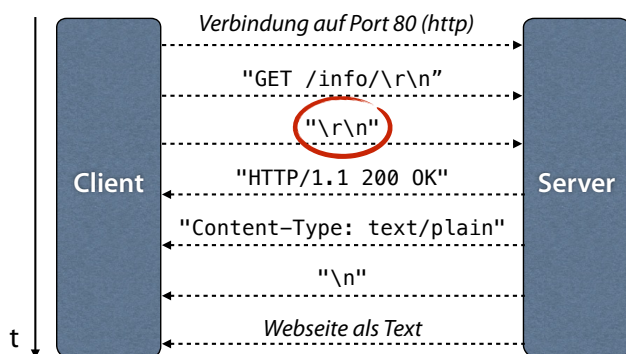 Verbindung auf Port 80 (http)
"GET /info/\r\n”
"\r\n"
Client
"HTTP/1.1 200 OK"
Server
"Content-Type: text/plain"
"\n"
t
Webseite als Text